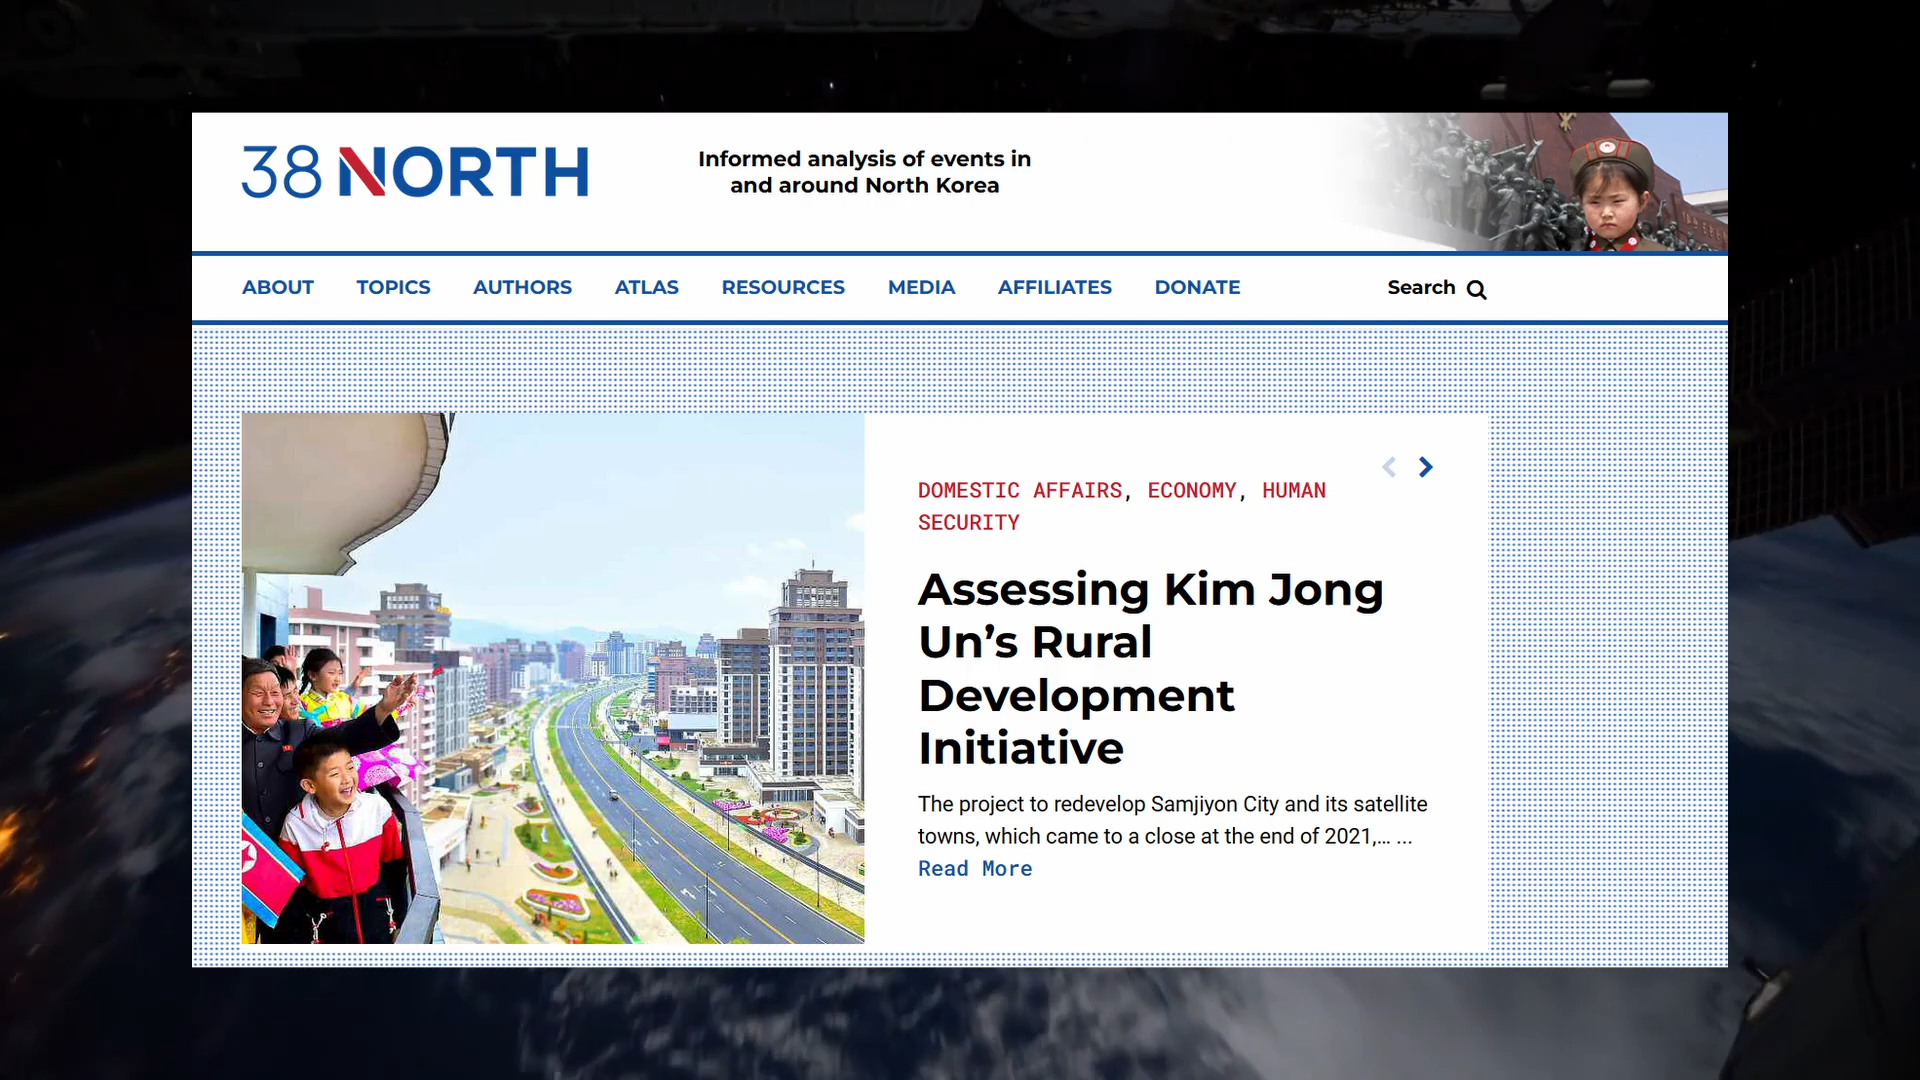 38 NORTH
Informed analysis of events in
and around North Korea
ABOUT TOPICS AUTHORS ATLAS RESOURCES MEDIA AFFILIATES DONATE Search
DOMESTIC AFFAIRS, ECONOMY, HUMAN
SECURITY
Assessing Kim Jong
Un’s Rural
Development
Initiative
The project to redevelop Samjiyon City and its satellite
towns, which came to a close at the end of 2021,... ...
Read More